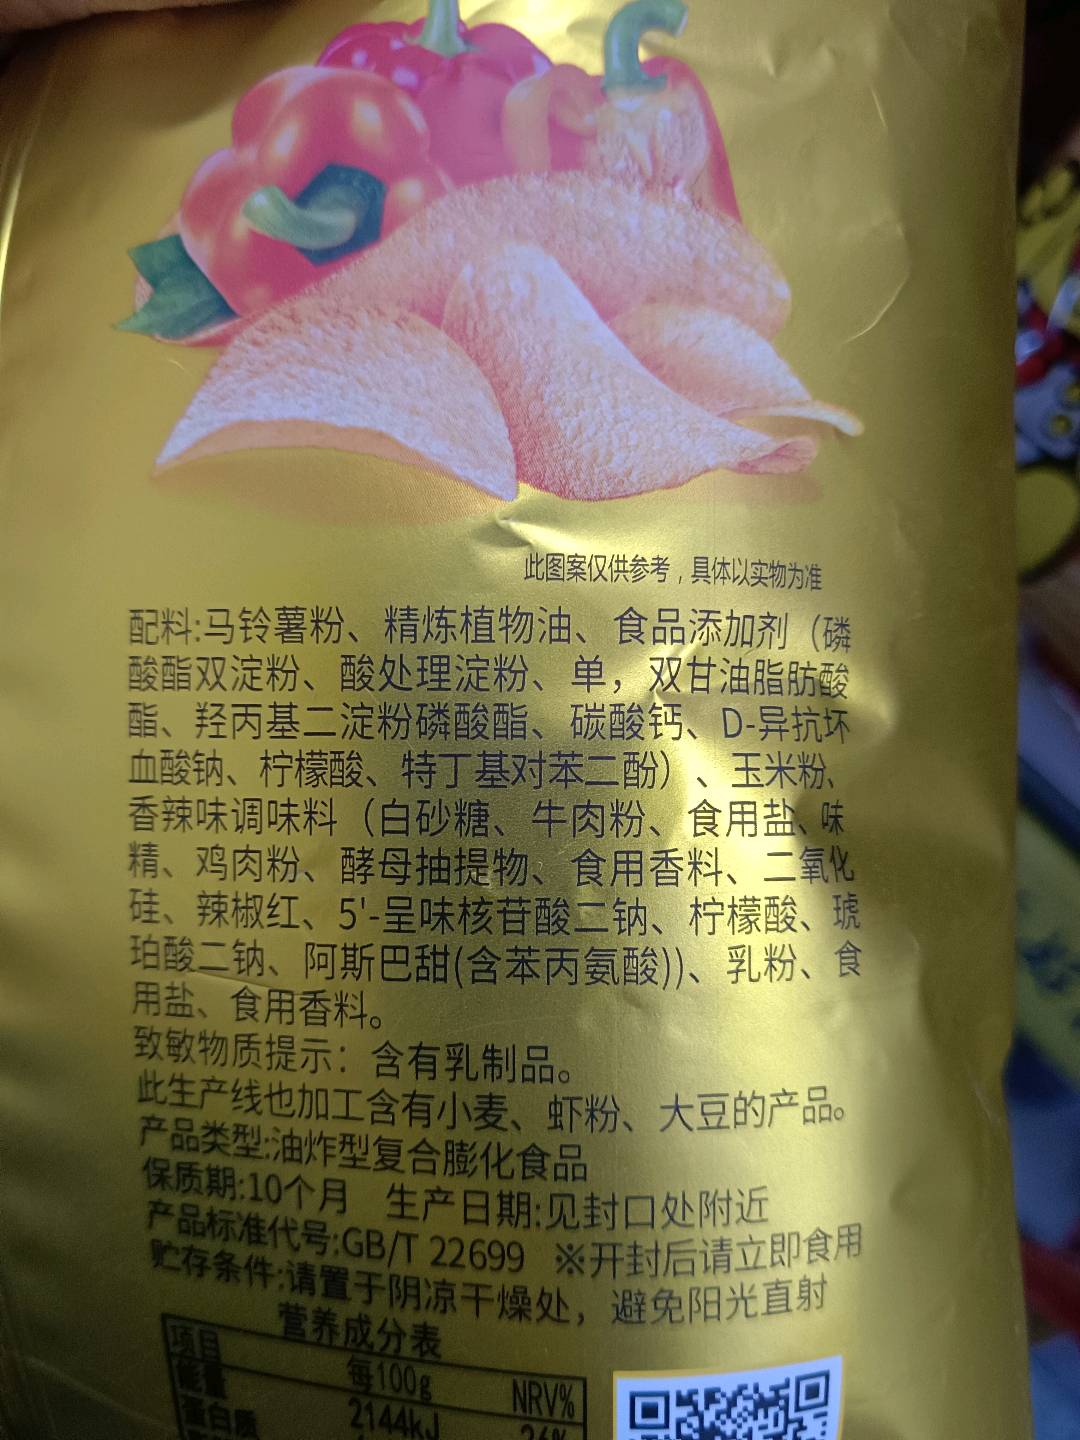 此图案仅供参考，具体以实物为准
配料:马铃薯粉、精炼植物油、食品添加剂（磷
酸酯双淀粉、酸处理淀粉、单，双甘油脂肪酸
酯、羟丙基二淀粉磷酸酯、碳酸钙、D-异抗坏
血酸钠、柠檬酸、特丁基对苯二酚）、玉米粉、
香辣味调味料（白砂糖、牛肉粉、食用盐、味
精、鸡肉粉、酵母抽提物、食用香料、二氧化
硅、辣椒红、5'-呈味核苷酸二钠、柠檬酸、琥
珀酸二钠、阿斯巴甜(含苯丙氨酸))、乳粉、食
用盐、食用香料。
致敏物质提示：含有乳制品。
此生产线也加工含有小麦、虾粉、大豆的产品。
产品类型:油炸型复合膨化食品
保质期:10个月 生产日期:见封口处附近
产品标准代号:GB/T 22699 ※开封后请立即食用
贮存条件:请置于阴凉干燥处，避免阳光直射
营养成分表
项目 每100g NRV%
能量 2144kJ 26%
蛋白质